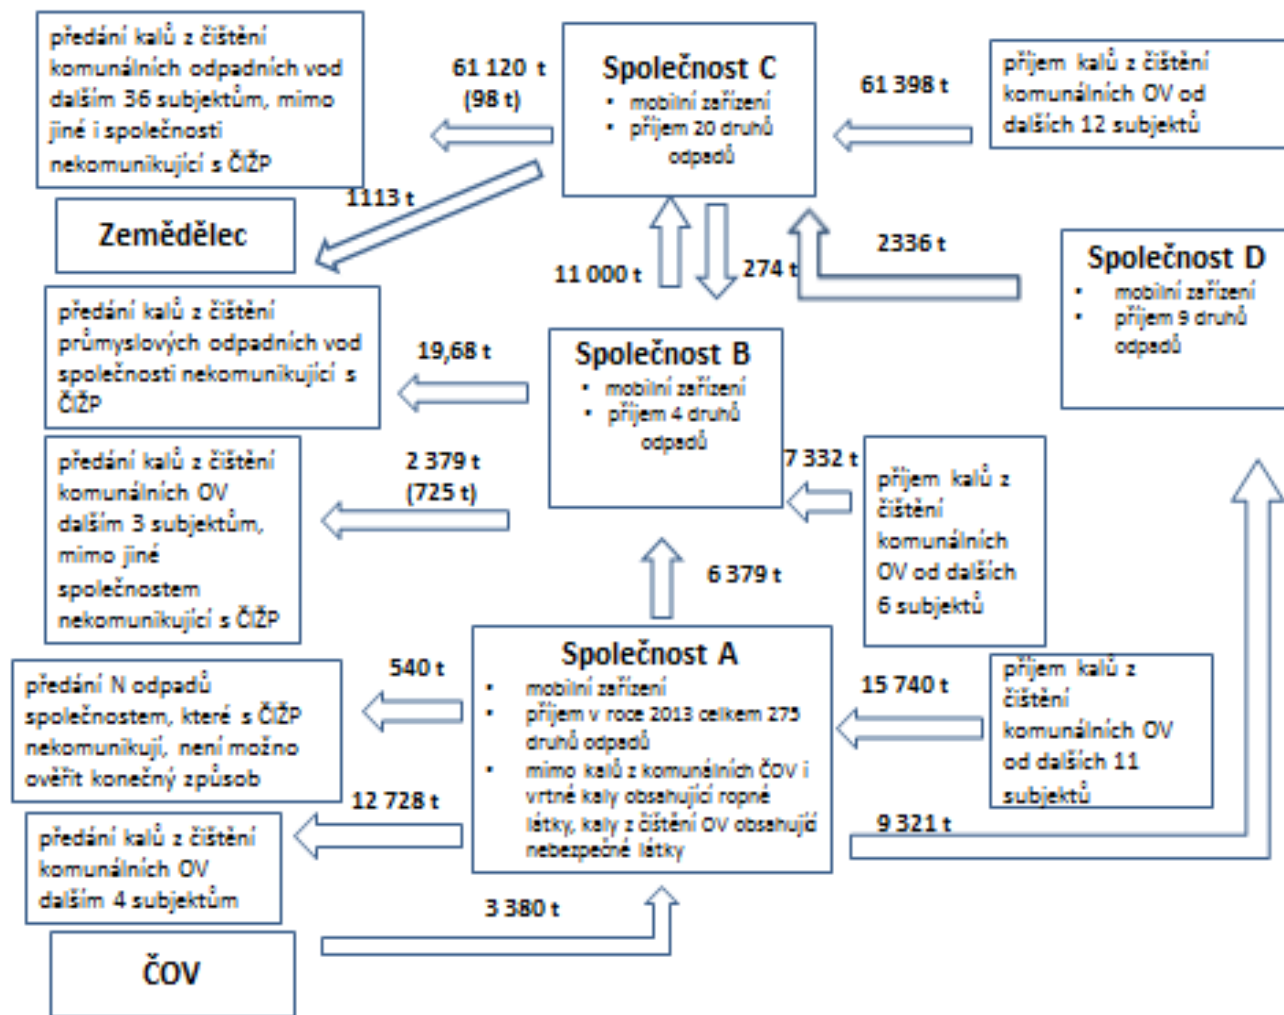 předání kalů z čištění
komunálních odpadních vod
dalším 36 subjektům, mimo
jiné i společnosti
nekomunikující s ČIŽP
61 120 t
(98 t)
Společnost C
• mobilní zařízení
• příjem 20 druhů
odpadů
61 398 t
příjem kalů z čištění
komunálních OV od
dalších 12 subjektů
1113 t
Zemědělec
11 000 t
274 t
2336 t
Společnost D
• mobilní zařízení
• příjem 9 druhů
odpadů
předání kalů z čištění
průmyslových odpadních vod
společnosti nekomunikující s
ČIŽP
19,68 t
Společnost B
• mobilní zařízení
• příjem 4 druhů
odpadů
předání kalů z čištění
komunálních OV
dalším 3 subjektům,
mimo jiné
společnostem
nekomunikující s ČIŽP
2 379 t
(725 t)
7 332 t
příjem kalů z
čištění
komunálních
OV od dalších
6 subjektů
6 379 t
předání N odpadů
společnostem, které s ČIŽP
nekomunikují, není možno
ověřit konečný způsob
540 t
Společnost A
• mobilní zařízení
• příjem v roce 2013 celkem 275
druhů odpadů
• mimo kalů z komunálních ČOV i
vrtné kaly obsahující ropné
látky, kaly z čištění OV obsahující
nebezpečné látky
15 740 t
příjem kalů z
čištění
komunálních OV
od dalších 11
subjektů
12 728 t
předání kalů z čištění
komunálních OV
dalším 4 subjektům
9 321 t
3 380 t
ČOV